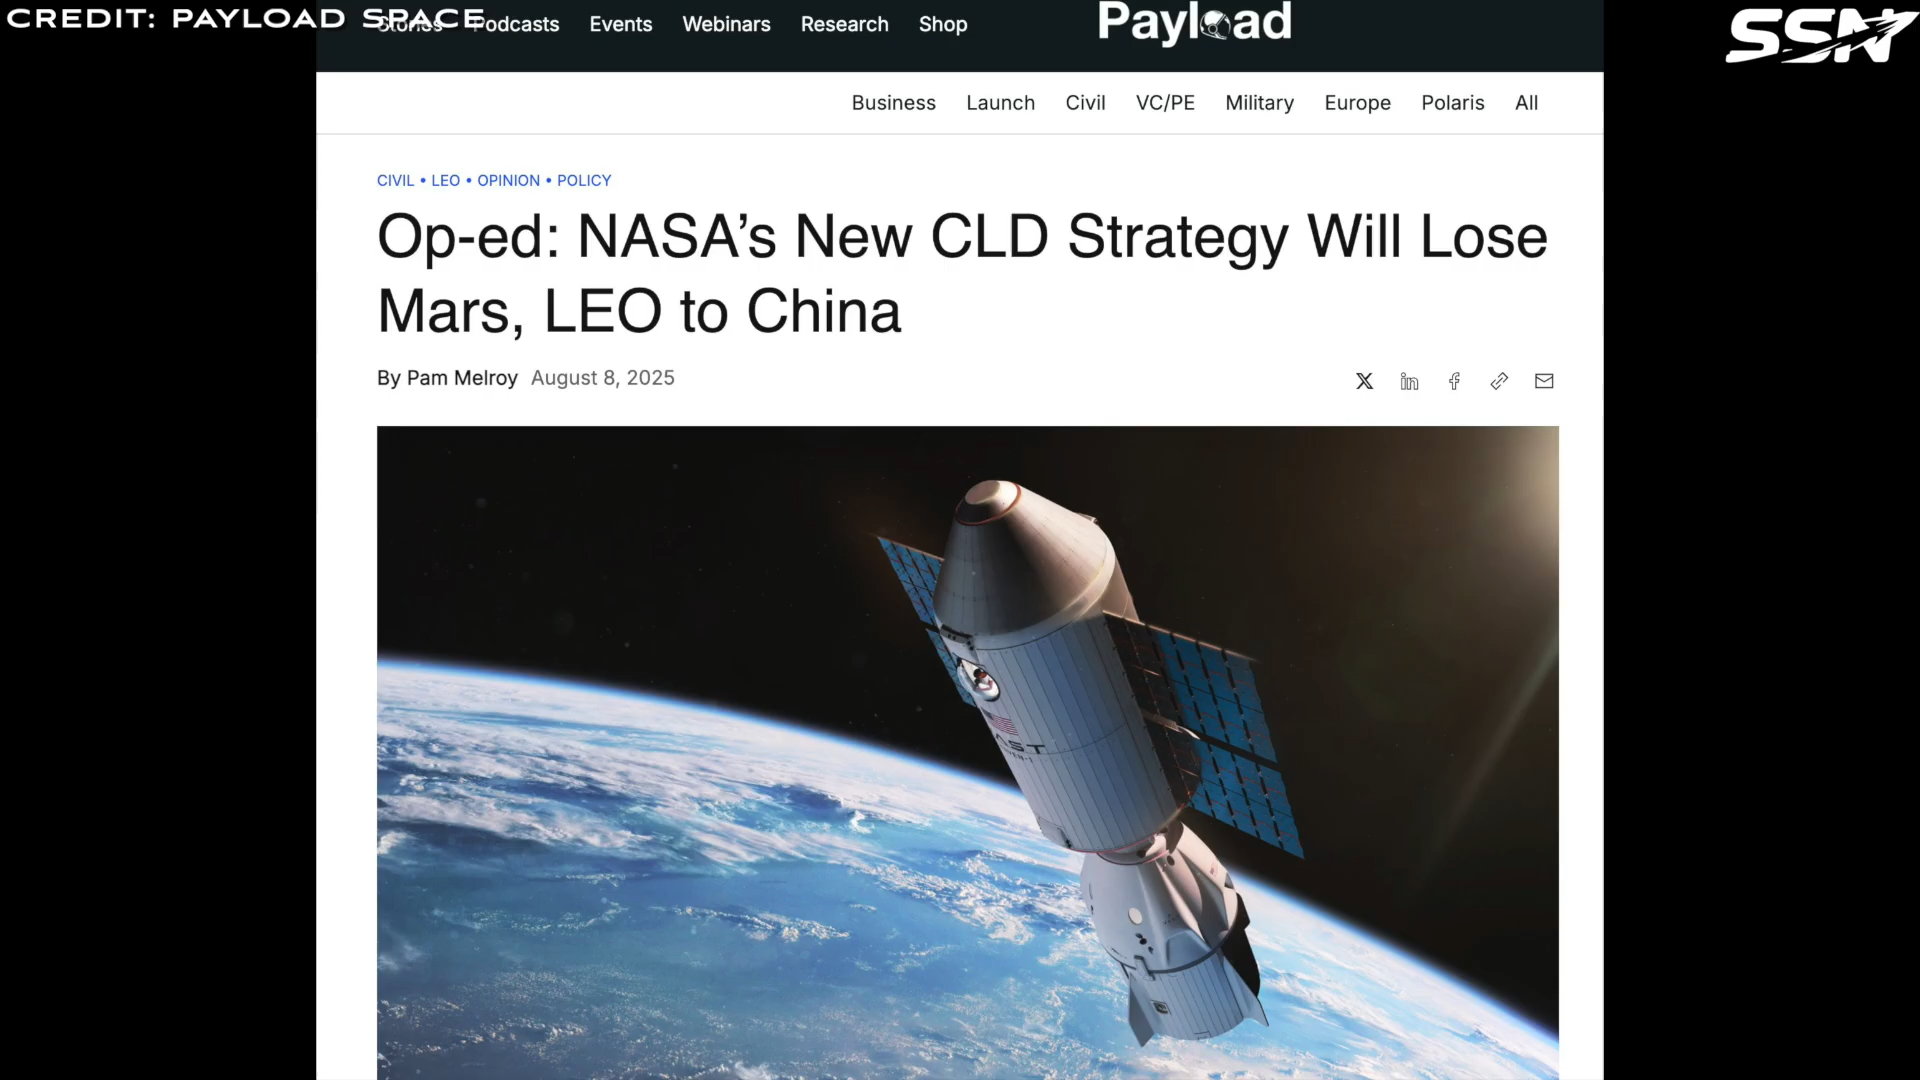 CREDIT: PAYLOAD SPACE
SSN
Stories Podcasts Events Webinars Research Shop
Payload
Business Launch Civil VC/PE Military Europe Polaris All
CIVIL • LEO • OPINION • POLICY
Op-ed: NASA’s New CLD Strategy Will Lose
Mars, LEO to China
By Pam Melroy August 8, 2025